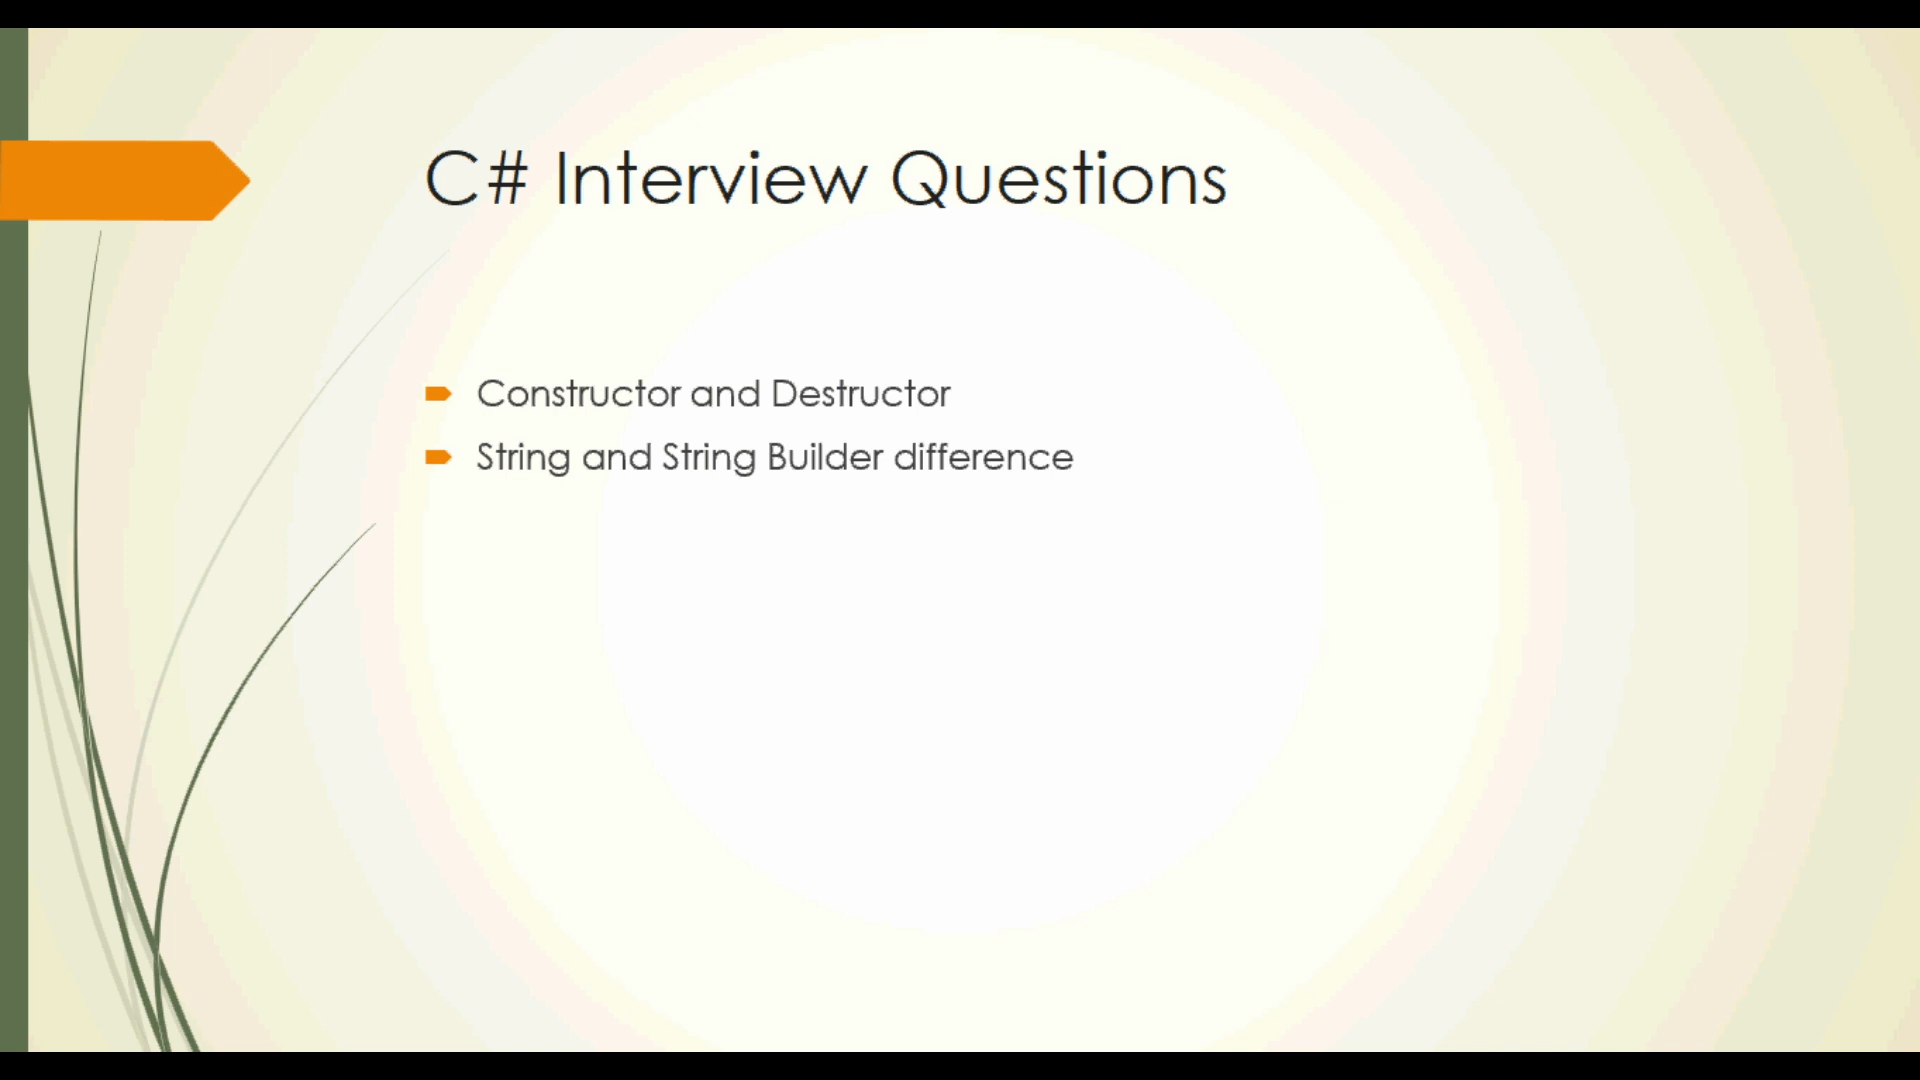 C# Interview Questions
Constructor and Destructor
String and String Builder difference